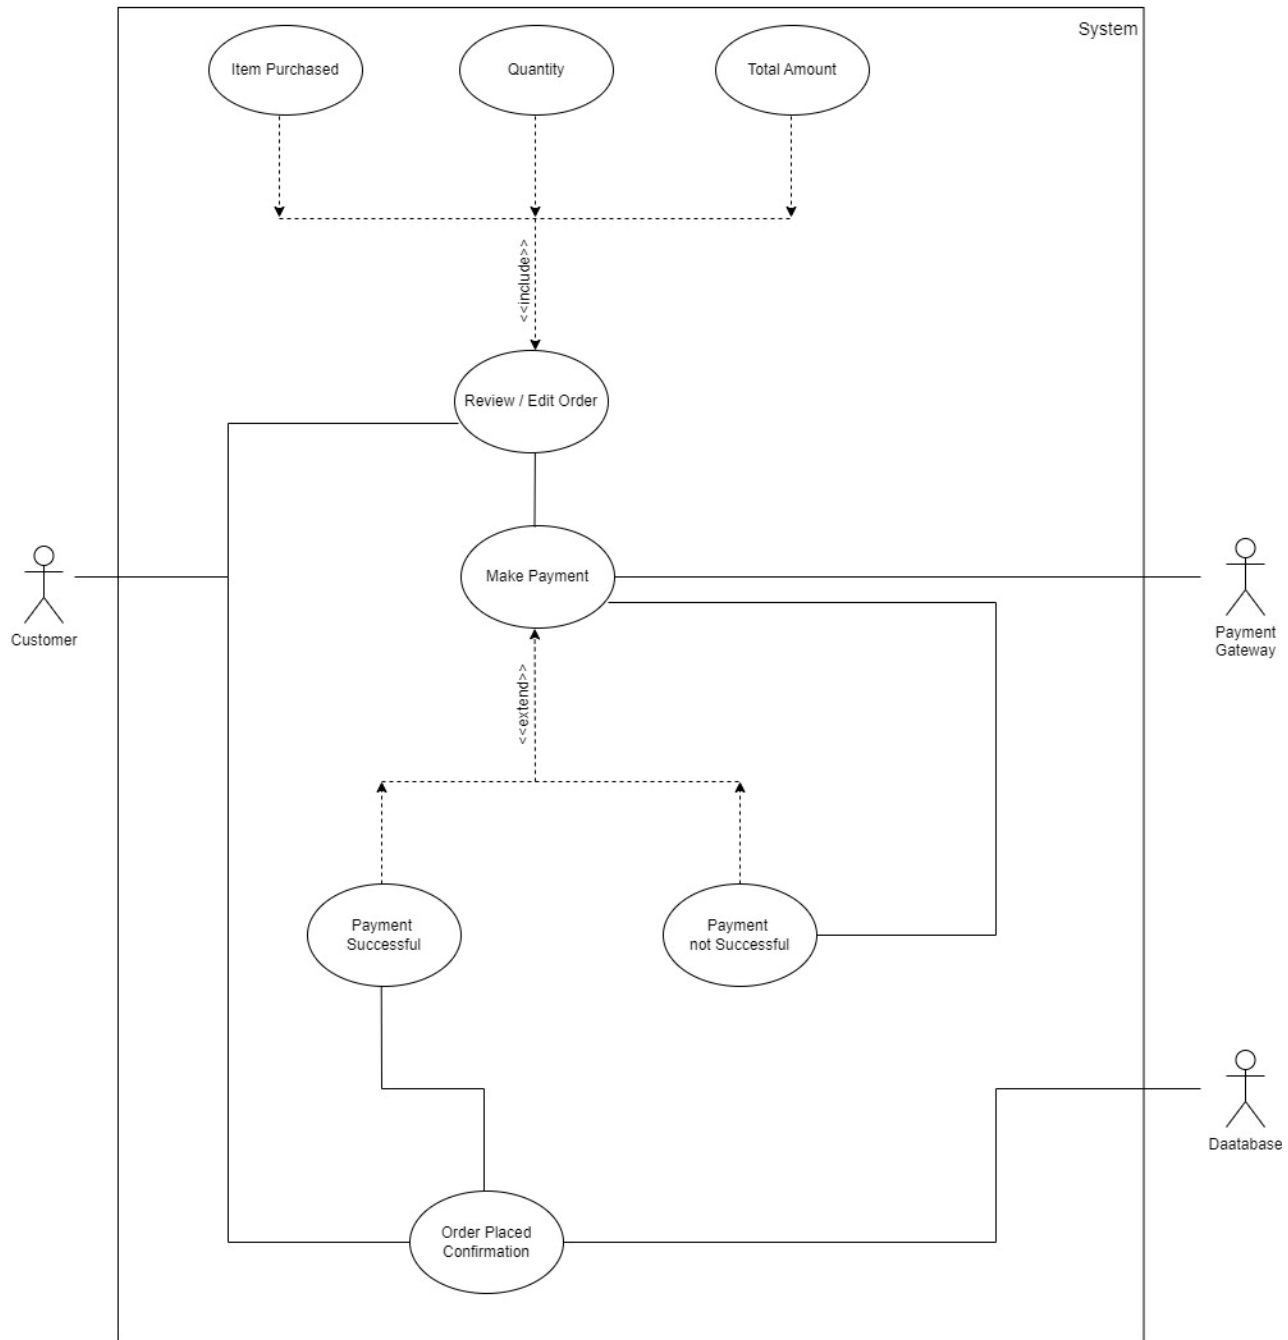 System
Item Purchased
Quantity
Total Amount
<<include>>
Review / Edit Order
Make Payment
Customer
Payment
Gateway
<<extend>>
Payment
Successful
Payment
not Successful
Daatabase
Order Placed
Confirmation